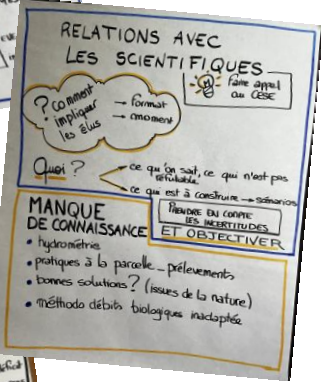 RELATIONS AVEC
LES SCIENTIFIQUES
? Comment
impliquer
les élus
→ format
→ moment
faire appel
au CESE
Quoi ?
ce qu'on sait, ce qui n'est pas
réfutable
ce qui est à construire → scénarios
PRENDRE EN COMPTE
LES INCERTITUDES
ET OBJECTIVER
MANQUE
DE CONNAISSANCE
• hydrométrie
• pratiques à la parcelle - prélèvements
• bonnes solutions ? (issues de la nature)
• méthodo débits biologiques inadaptée